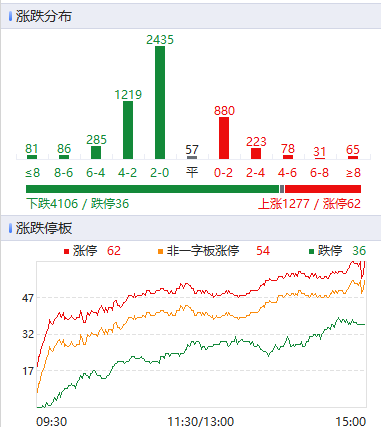 涨跌分布
81 86 285 1219 2435 57 880 223 78 31 65
≤8 8-6 6-4 4-2 2-0 平 0-2 2-4 4-6 6-8 ≥8
下跌4106 / 跌停36 上涨1277 / 涨停62
涨跌停板
涨停 62 非一字板涨停 54 跌停 36
47
32
17
09:30 11:30/13:00 15:00